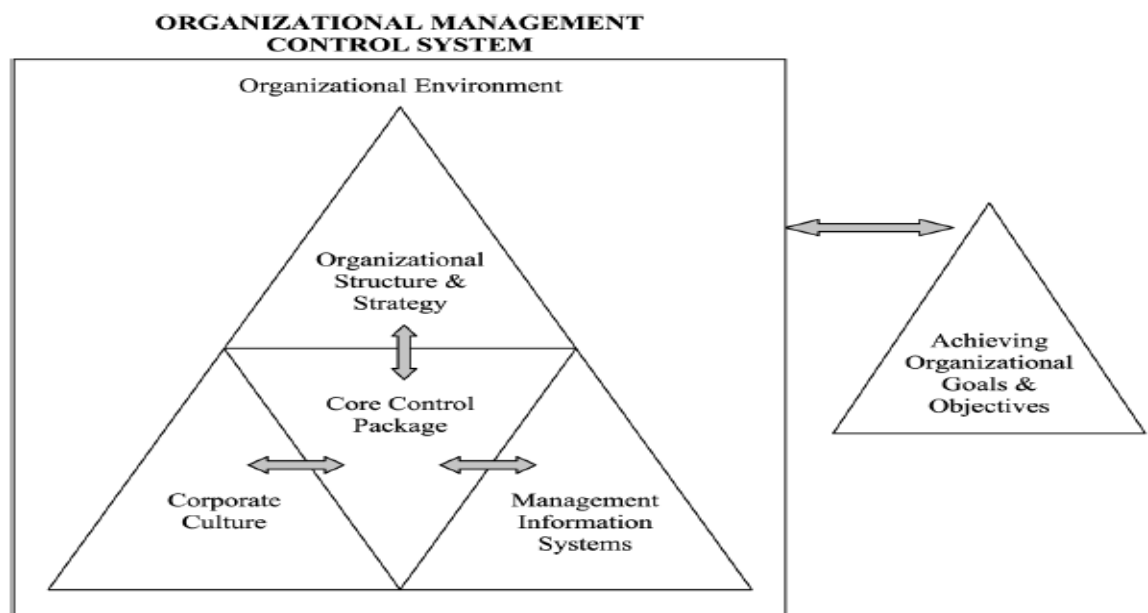 ORGANIZATIONAL MANAGEMENT
CONTROL SYSTEM
Organizational Environment
Organizational
Structure &
Strategy
Core Control
Package
Corporate
Culture
Management
Information
Systems
Achieving
Organizational
Goals &
Objectives